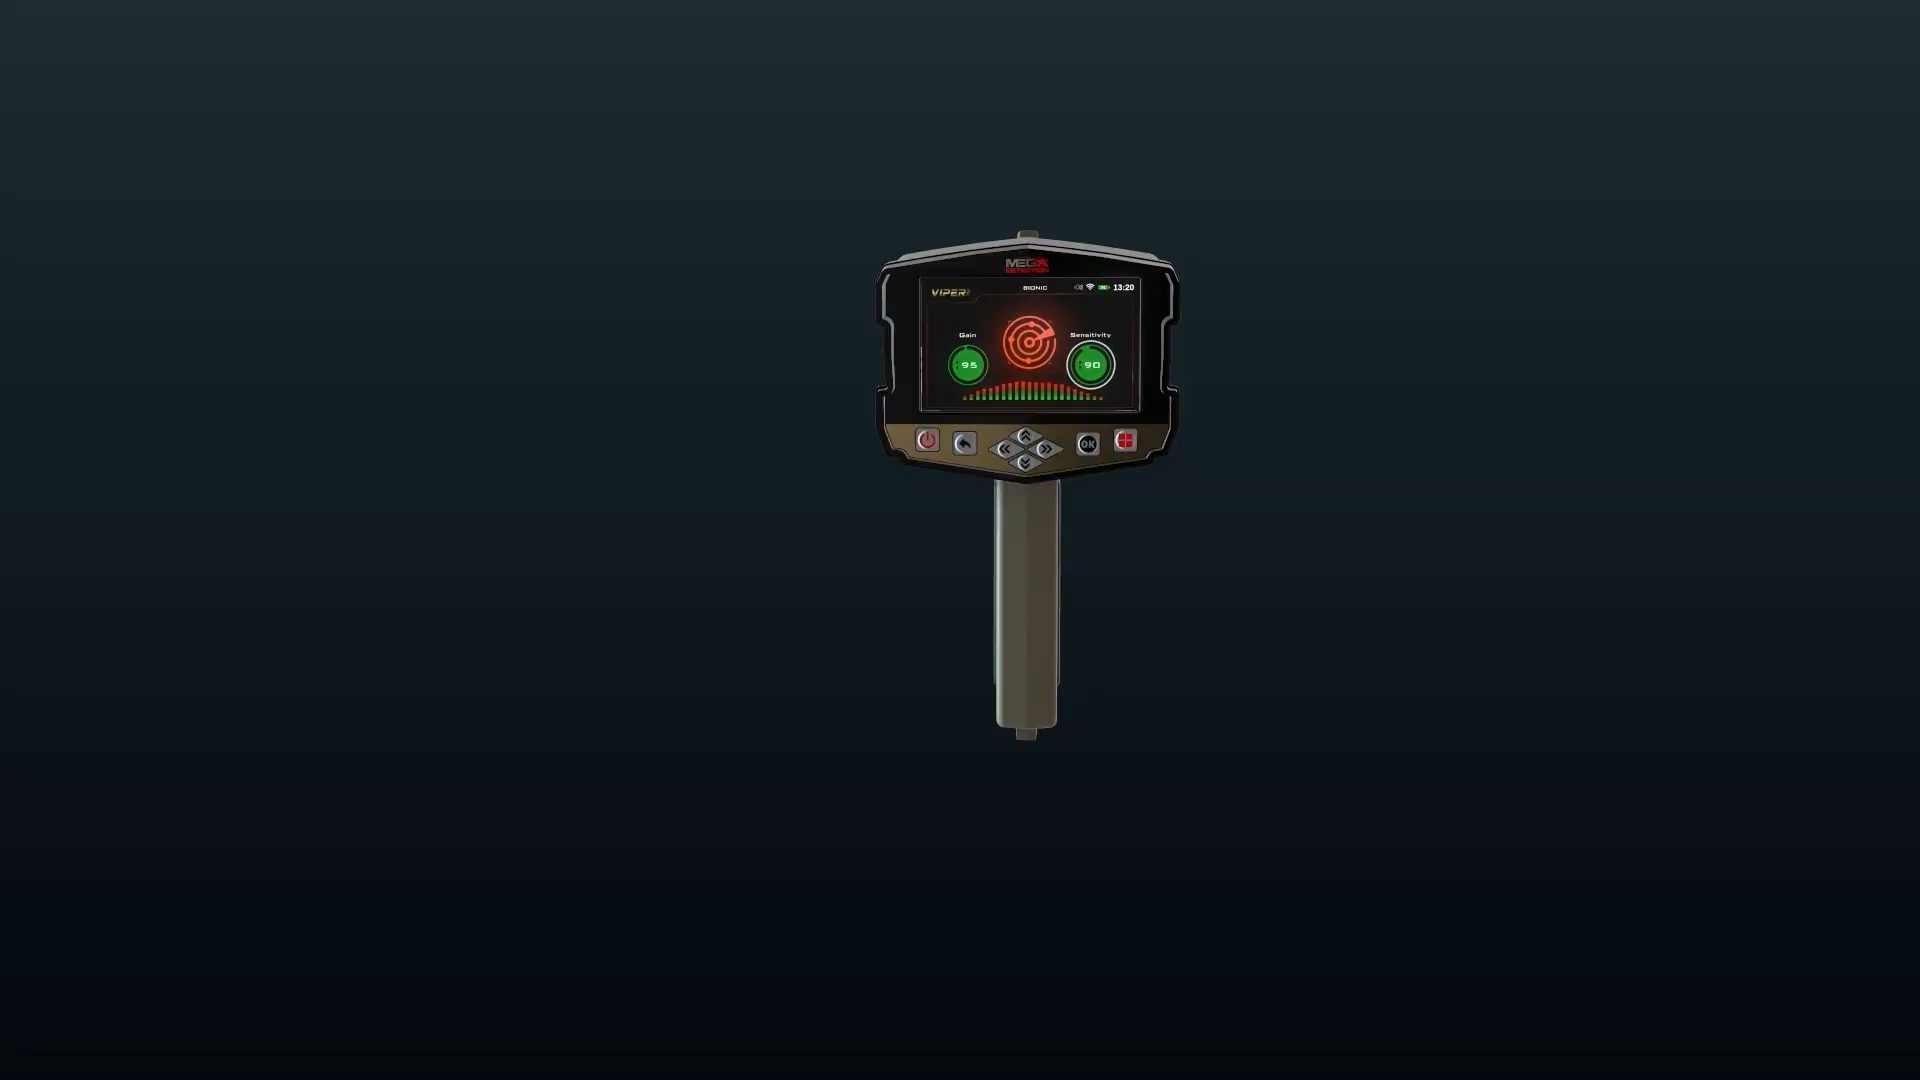 MEGA
DETECTION
VIPER
BIONIC
13:20
Gain
Sensitivity
95
90
OK